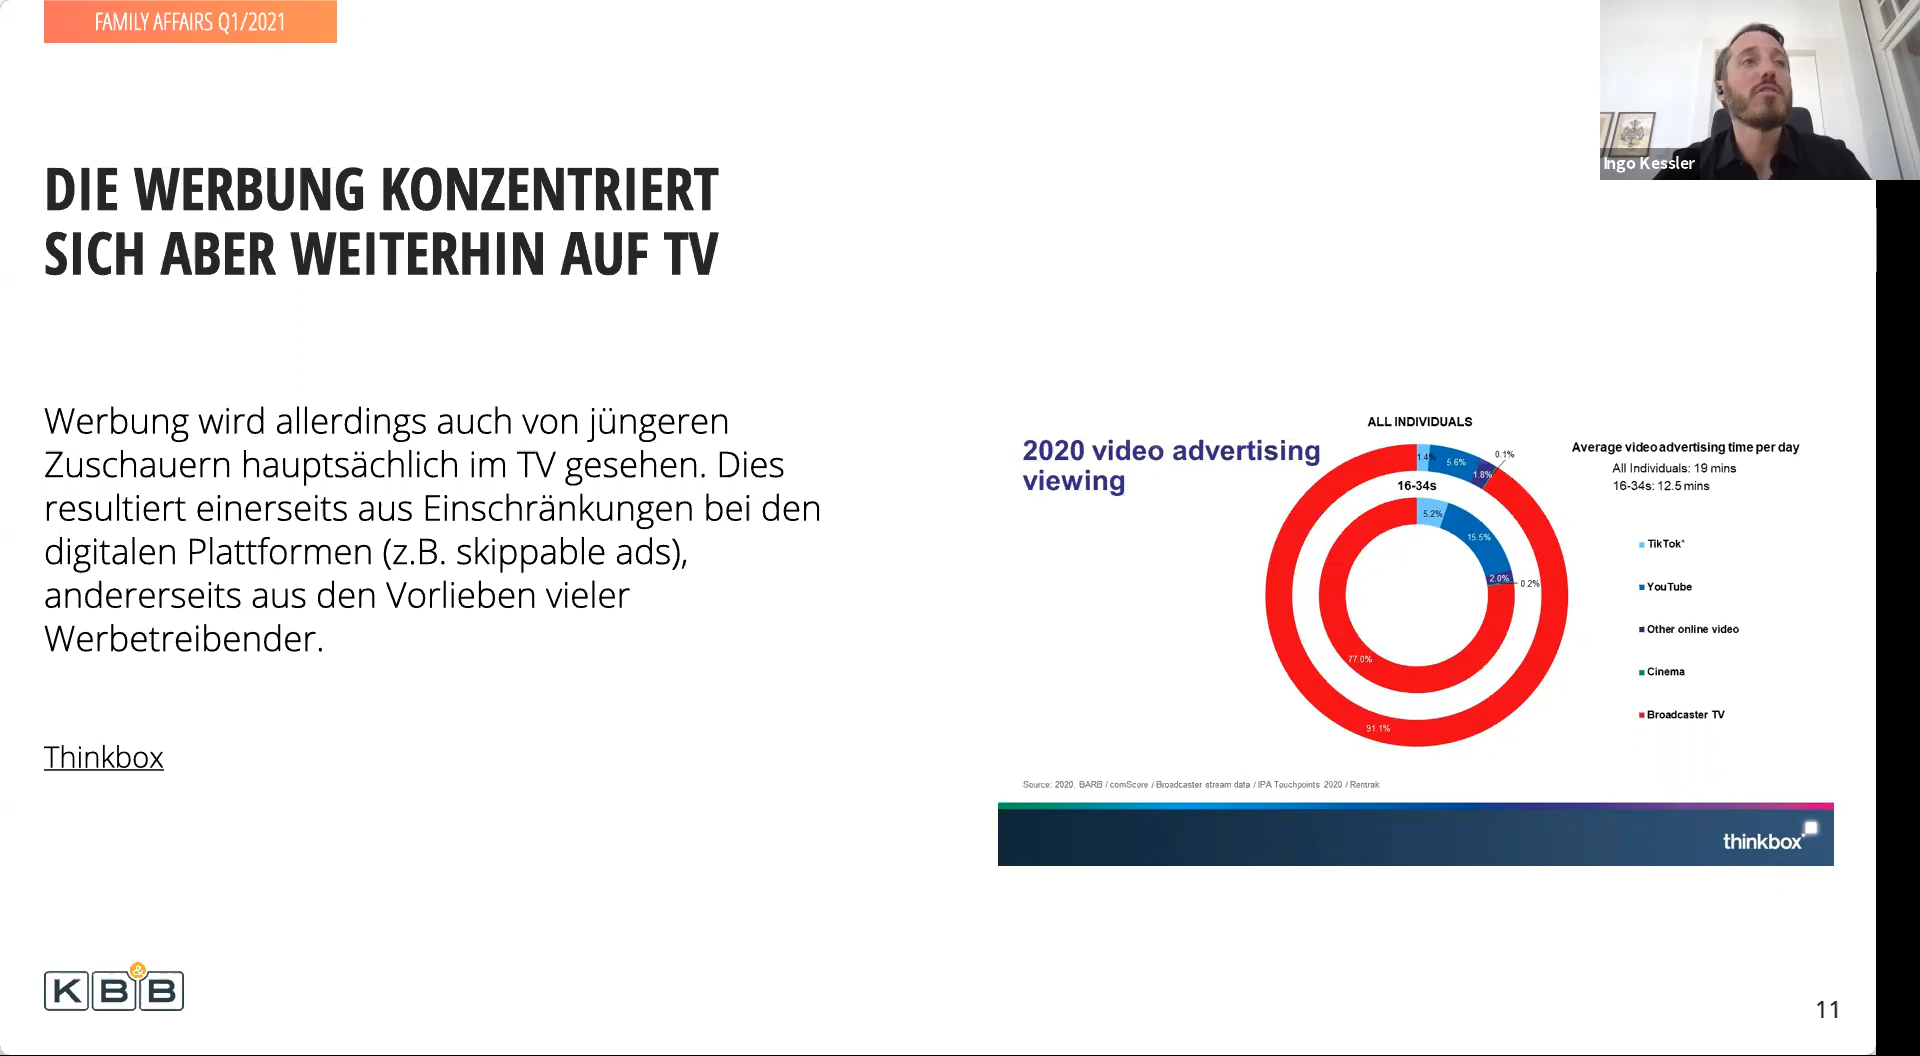 FAMILY AFFAIRS Q1/2021
Ingo Kessler
DIE WERBUNG KONZENTRIERT
SICH ABER WEITERHIN AUF TV
Werbung wird allerdings auch von jüngeren
Zuschauern hauptsächlich im TV gesehen. Dies
resultiert einerseits aus Einschränkungen bei den
digitalen Plattformen (z.B. skippable ads),
andererseits aus den Vorlieben vieler
Werbetreibender.
Thinkbox
2020 video advertising
viewing
ALL INDIVIDUALS
1.4%
5.6%
1.8%
0.1%
16-34s
5.2%
15.5%
2.0%
0.2%
77.0%
91.1%
Average video advertising time per day
All Individuals: 19 mins
16-34s: 12.5 mins
TikTok*
YouTube
Other online video
Cinema
Broadcaster TV
Source: 2020, BARB / comScore / Broadcaster stream data / IPA Touchpoints 2020 / Rentrak
thinkbox
KB&B
11